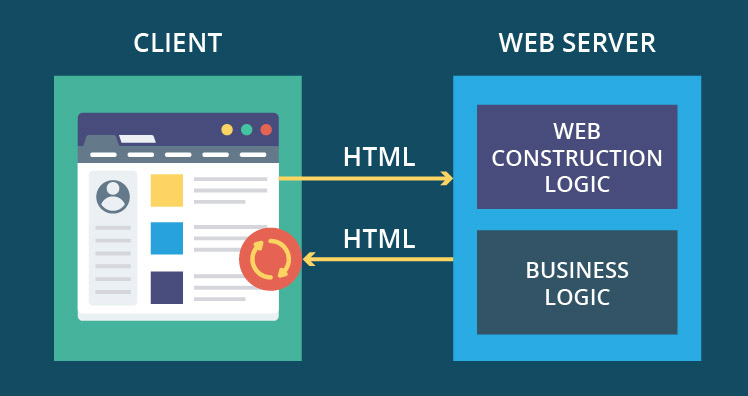 CLIENT
WEB SERVER
HTML
HTML
WEB
CONSTRUCTION
LOGIC
BUSINESS
LOGIC